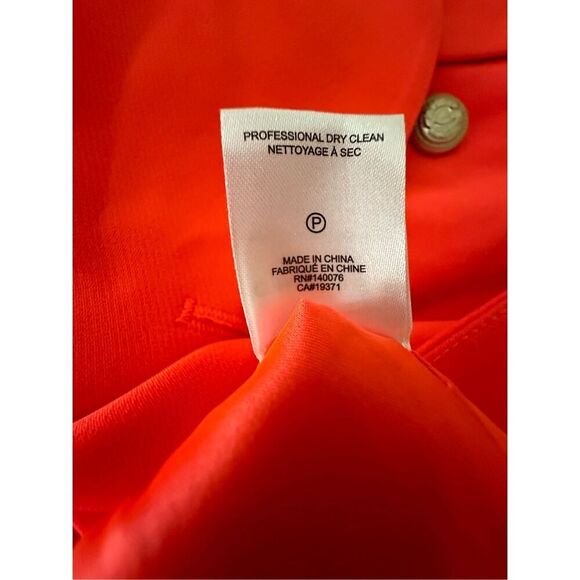 PROFESSIONAL DRY CLEAN
NETTOYAGE À SEC
P
MADE IN CHINA
FABRIQUÉ EN CHINE
RN#140076
CA#19371